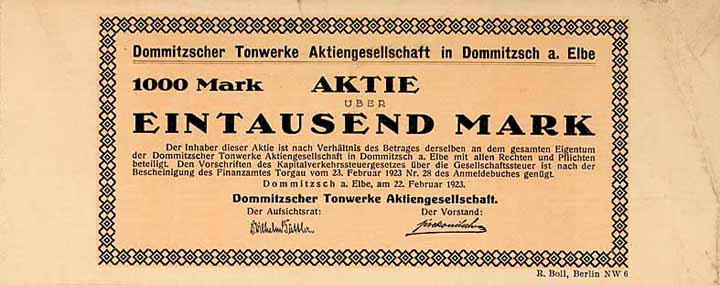 Dommitzscher Tonwerke Aktiengesellschaft in Dommitzsch a. Elbe
1000 Mark AKTIE
ÜBER
EINTAUSEND MARK
Der Inhaber dieser Aktie ist nach Verhältnis des Betrages derselben an dem gesamten Eigentum
der Dommitzscher Tonwerke Aktiengesellschaft in Dommitzsch a. Elbe mit allen Rechten und Pflichten
beteiligt. Den Vorschriften des Kapitalverkehrssteuergesetzes über die Gesellschaftssteuer ist nach der
Bescheinigung des Finanzamtes Torgau vom 23. Februar 1923 Nr. 28 des Anmeldebuches genügt.
Dommitzsch a. Elbe, am 22. Februar 1923.
Dommitzscher Tonwerke Aktiengesellschaft.
Der Aufsichtsrat: Der Vorstand:
R. Boll, Berlin NW 6